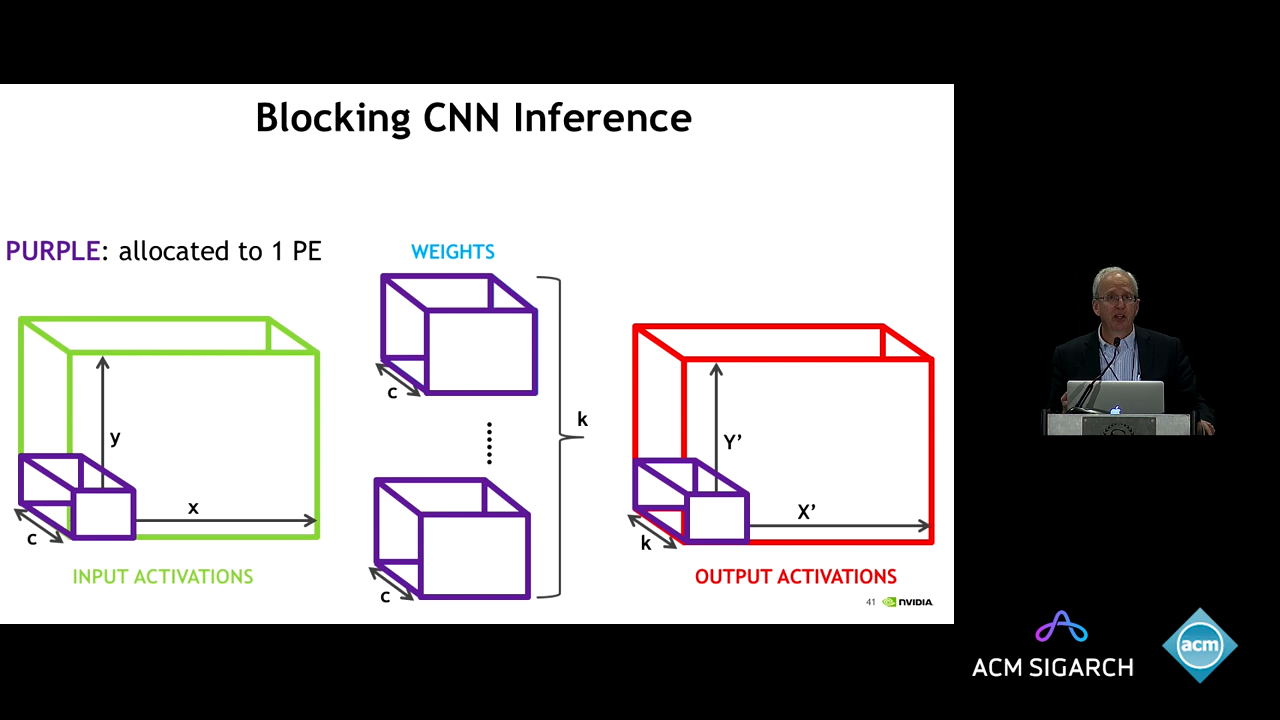 Blocking CNN Inference
PURPLE: allocated to 1 PE
WEIGHTS
c
k
c
y
x
c
INPUT ACTIVATIONS
Y’
X’
k
OUTPUT ACTIVATIONS
41 NVIDIA.
ACM SIGARCH
acm